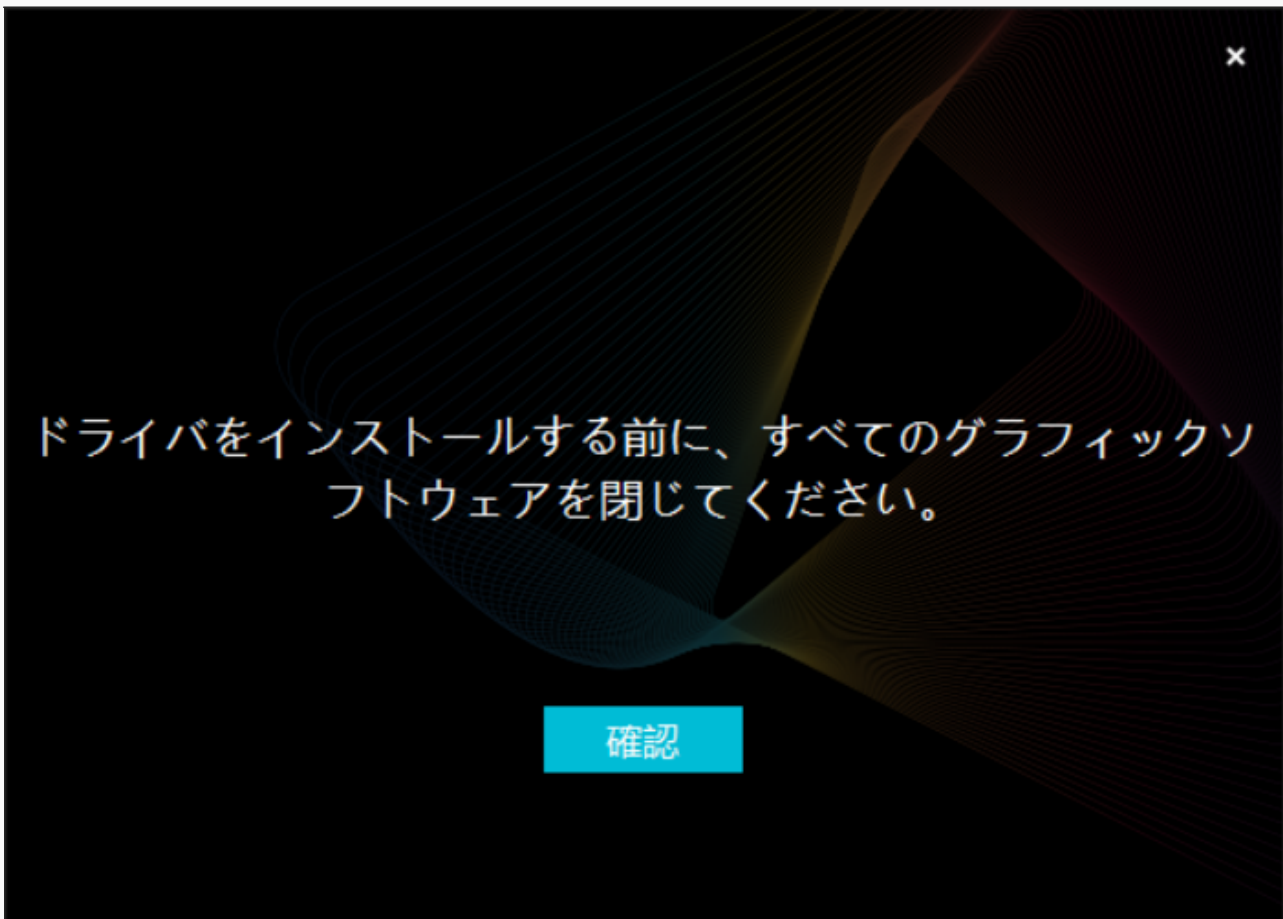 ドライバをインストールする前に、すべてのグラフィックソ
フトウェアを閉じてください。
確認